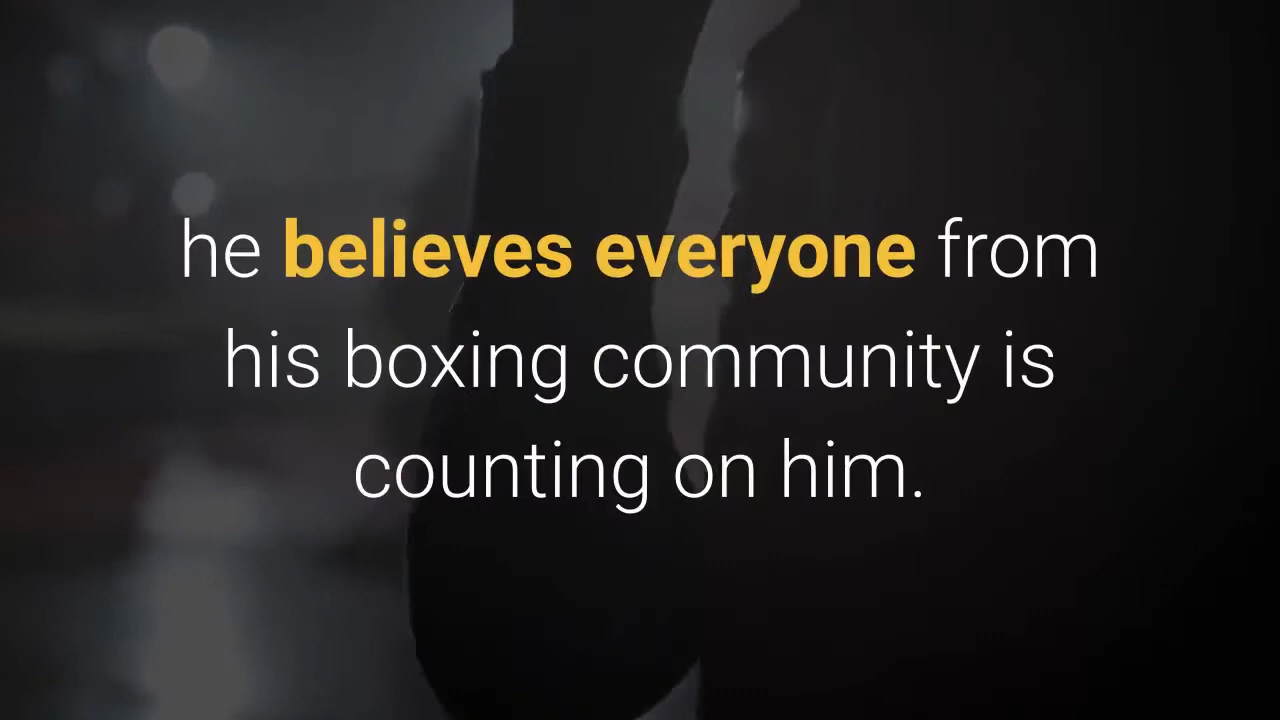 he believes everyone from
his boxing community is
counting on him.